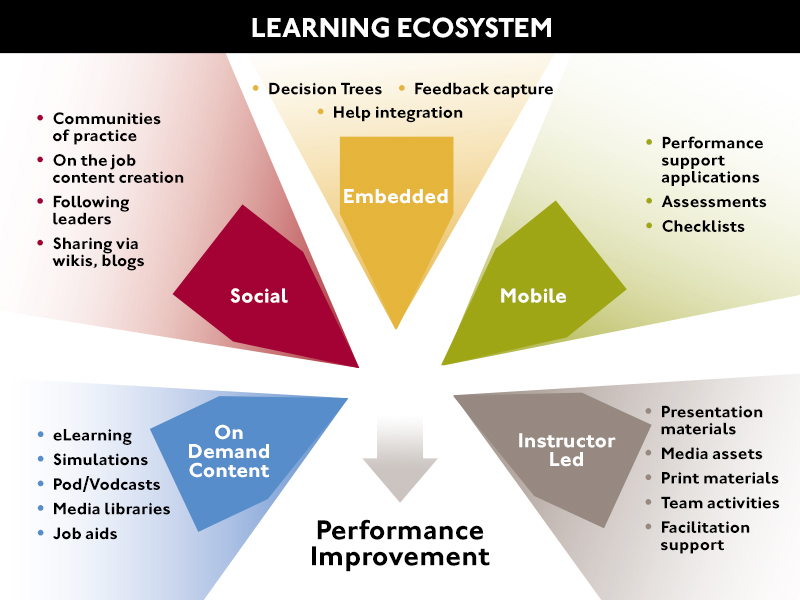 LEARNING ECOSYSTEM
• Decision Trees • Feedback capture
• Help integration
Embedded
• Communities
of practice
• On the job
content creation
• Following
leaders
• Sharing via
wikis, blogs
Social
• Performance
support
applications
• Assessments
• Checklists
Mobile
• eLearning
• Simulations
• Pod/Vodcasts
• Media libraries
• Job aids
On
Demand
Content
Instructor
Led
• Presentation
materials
• Media assets
• Print materials
• Team activities
• Facilitation
support
Performance
Improvement